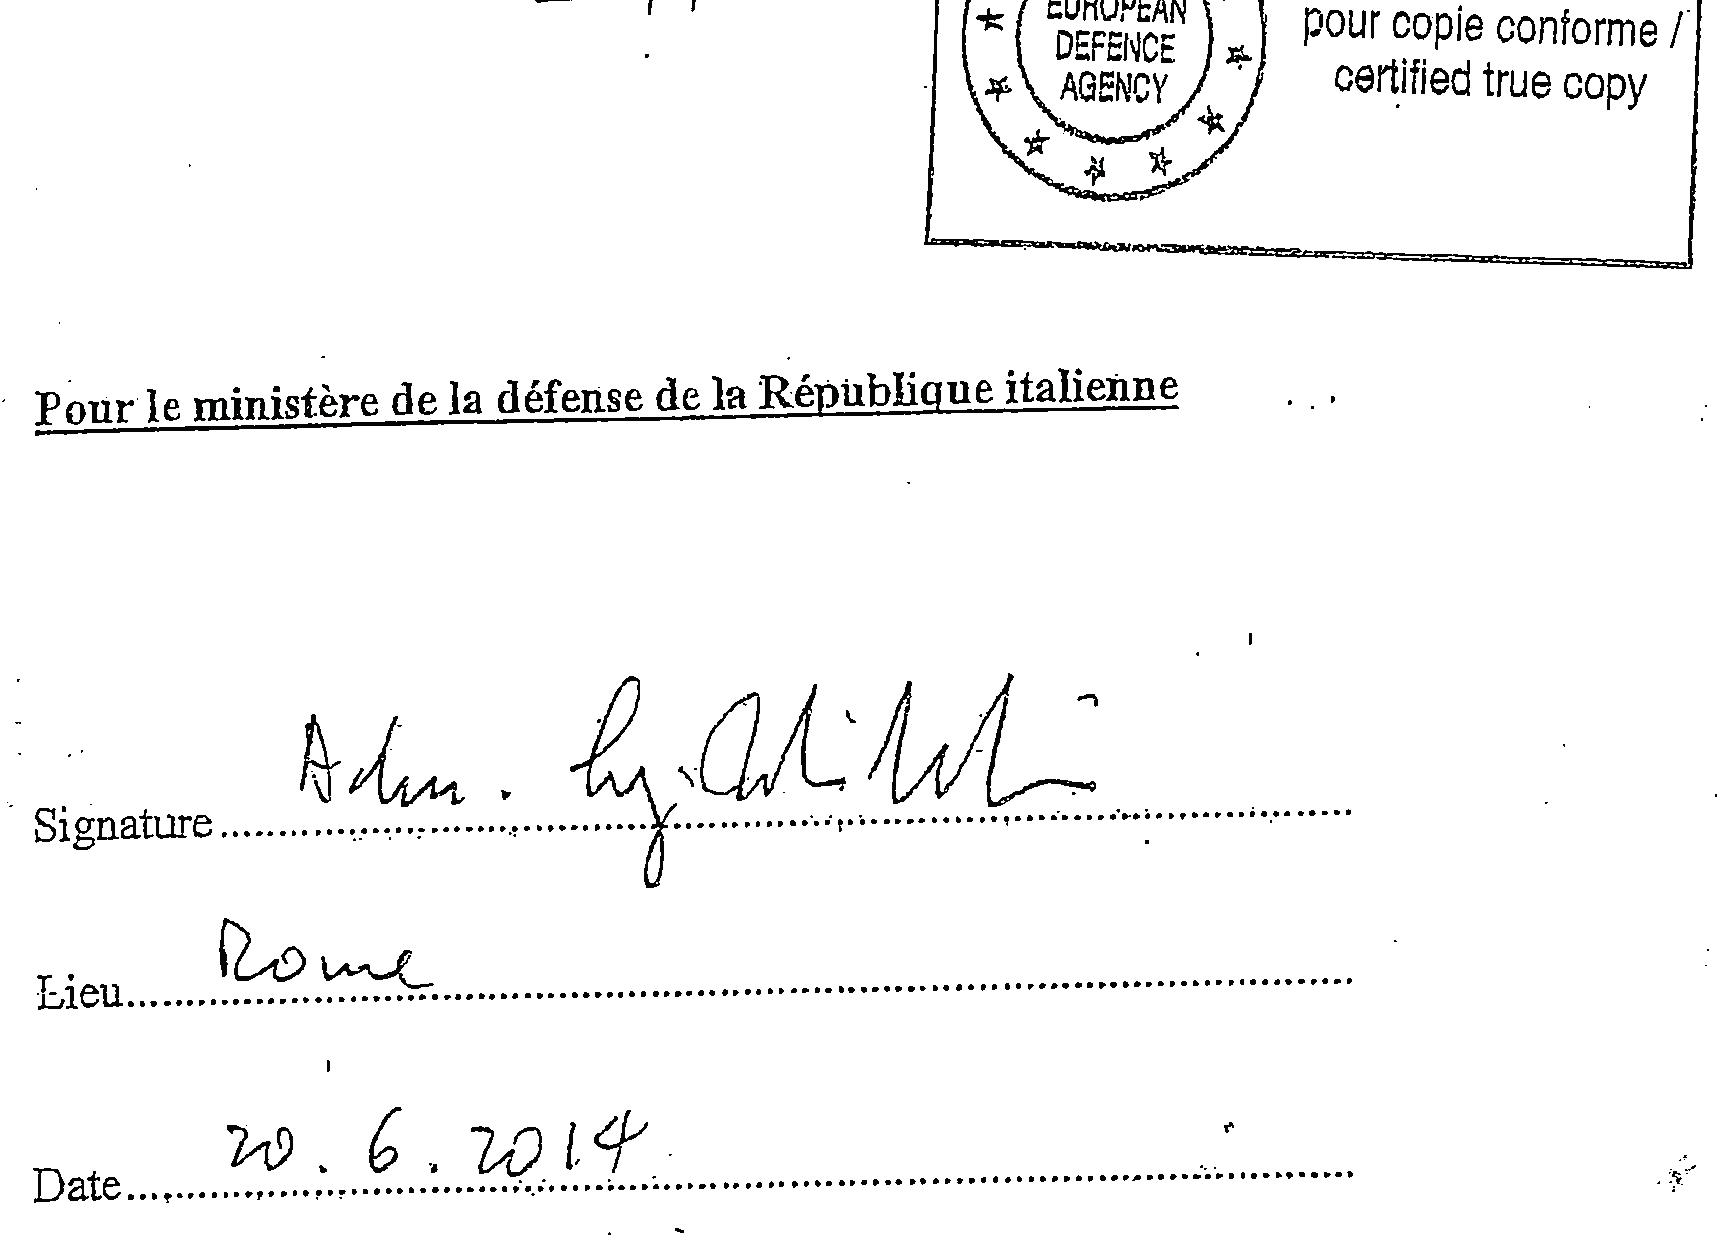 EUROPEAN
DEFENCE
AGENCY
pour copie conforme /
certified true copy
Pour le ministère de la défense de la République italienne
Signature
Adm.
Lieu Rome
Date 20.6.2014